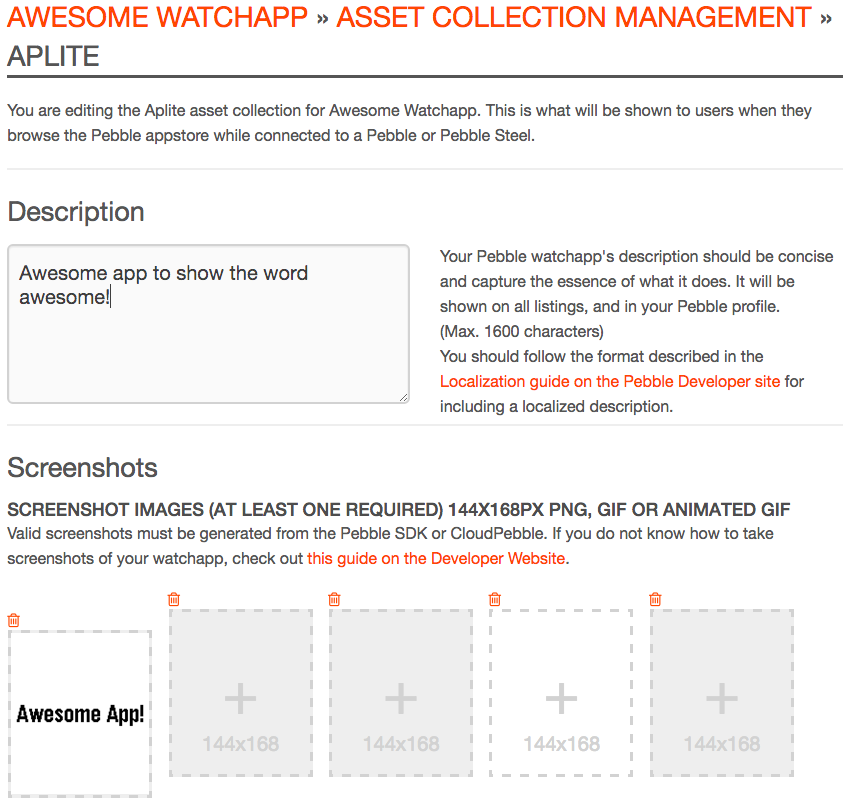 AWESOME WATCHAPP » ASSET COLLECTION MANAGEMENT »
APLITE
You are editing the Aplite asset collection for Awesome Watchapp. This is what will be shown to users when they
browse the Pebble appstore while connected to a Pebble or Pebble Steel.
Description
Awesome app to show the word
awesome!
Your Pebble watchapp's description should be concise
and capture the essence of what it does. It will be
shown on all listings, and in your Pebble profile.
(Max. 1600 characters)
You should follow the format described in the
Localization guide on the Pebble Developer site for
including a localized description.
Screenshots
SCREENSHOT IMAGES (AT LEAST ONE REQUIRED) 144X168PX PNG, GIF OR ANIMATED GIF
Valid screenshots must be generated from the Pebble SDK or CloudPebble. If you do not know how to take
screenshots of your watchapp, check out this guide on the Developer Website.
Awesome App!
144x168
144x168
144x168
144x168